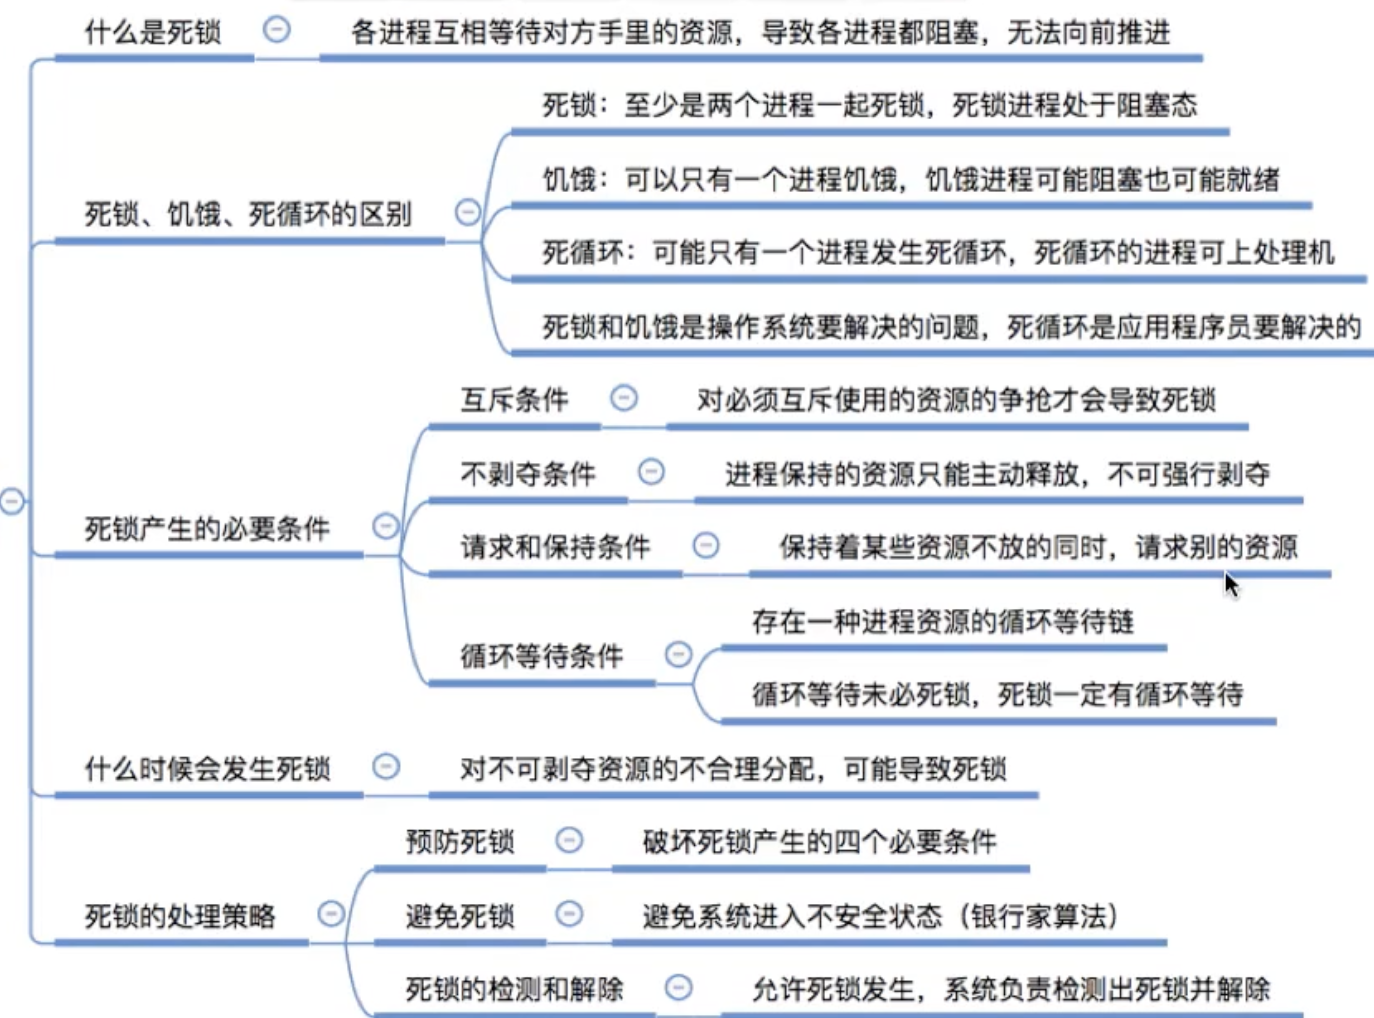 什么是死锁
各进程互相等待对方手里的资源，导致各进程都阻塞，无法向前推进
死锁、饥饿、死循环的区别
死锁：至少是两个进程一起死锁，死锁进程处于阻塞态
饥饿：可以只有一个进程饥饿，饥饿进程可能阻塞也可能就绪
死循环：可能只有一个进程发生死循环，死循环的进程可上处理机
死锁和饥饿是操作系统要解决的问题，死循环是应用程序员要解决的
死锁产生的必要条件
互斥条件
对必须互斥使用的资源的争抢才会导致死锁
不剥夺条件
进程保持的资源只能主动释放，不可强行剥夺
请求和保持条件
保持着某些资源不放的同时，请求别的资源
循环等待条件
存在一种进程资源的循环等待链
循环等待未必死锁，死锁一定有循环等待
什么时候会发生死锁
对不可剥夺资源的不合理分配，可能导致死锁
死锁的处理策略
预防死锁
破坏死锁产生的四个必要条件
避免死锁
避免系统进入不安全状态（银行家算法）
死锁的检测和解除
允许死锁发生，系统负责检测出死锁并解除